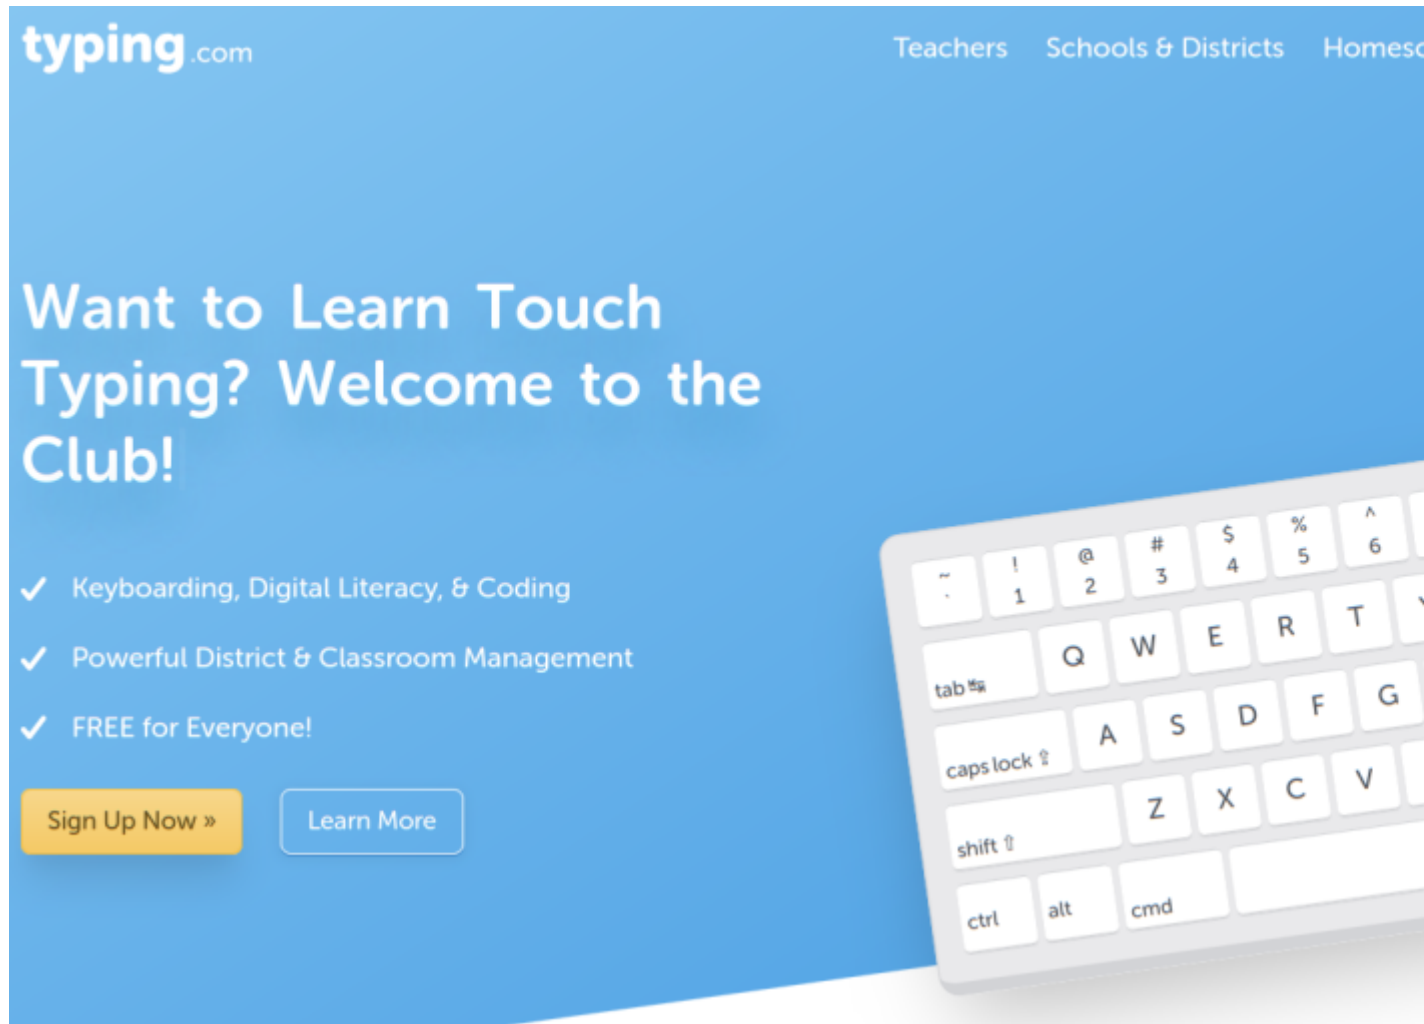 typing.com
Teachers Schools & Districts
Want to Learn Touch
Typing? Welcome to the
Club!
Keyboarding, Digital Literacy, & Coding
Powerful District & Classroom Management
FREE for Everyone!
Sign Up Now »
Learn More
~ ! @ # $ % ^
` 1 2 3 4 5 6
tab Q W E R T
caps lock ⇪ A S D F G
shift ⇧ Z X C V
ctrl alt cmd